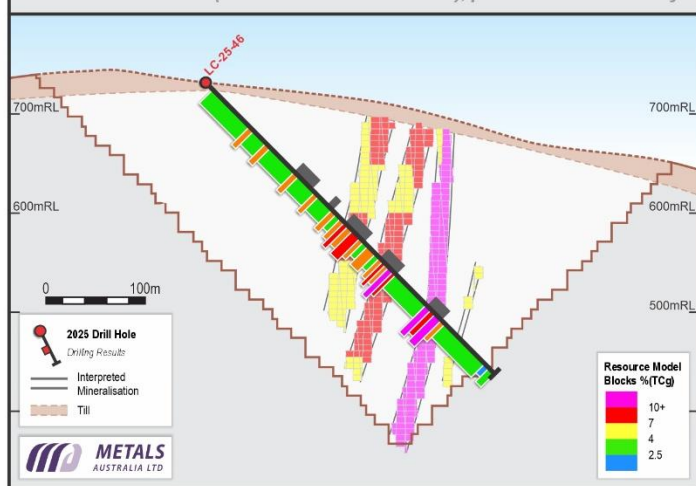 LC-25-46
700mRL
700mRL
600mRL
600mRL
500mRL
0 100m
2025 Drill Hole
Drilling Results
Interpreted
Mineralisation
Till
METALS
AUSTRALIA LTD
Resource Model
Blocks %(TCg)
10+
7
4
2.5